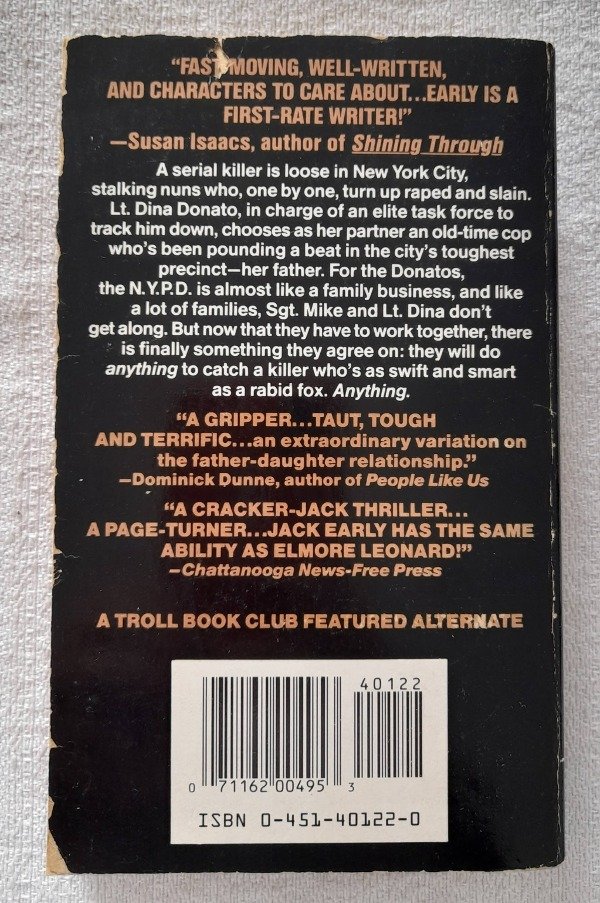 “FAST-MOVING, WELL-WRITTEN,
AND CHARACTERS TO CARE ABOUT...EARLY IS A
FIRST-RATE WRITER!”
—Susan Isaacs, author of Shining Through
A serial killer is loose in New York City,
stalking nuns who, one by one, turn up raped and slain.
Lt. Dina Donato, in charge of an elite task force to
track him down, chooses as her partner an old-time cop
who’s been pounding a beat in the city’s toughest
precinct—her father. For the Donatos,
the N.Y.P.D. is almost like a family business, and like
a lot of families, Sgt. Mike and Lt. Dina don’t
get along. But now that they have to work together, there
is finally something they agree on: they will do
anything to catch a killer who’s as swift and smart
as a rabid fox. Anything.
“A GRIPPER...TAUT, TOUGH
AND TERRIFIC...an extraordinary variation on
the father-daughter relationship.”
—Dominick Dunne, author of People Like Us
“A CRACKER-JACK THRILLER...
A PAGE-TURNER...JACK EARLY HAS THE SAME
ABILITY AS ELMORE LEONARD!”
—Chattanooga News-Free Press
A TROLL BOOK CLUB FEATURED ALTERNATE
40122
0 71162 00495 3
ISBN 0-451-40122-0